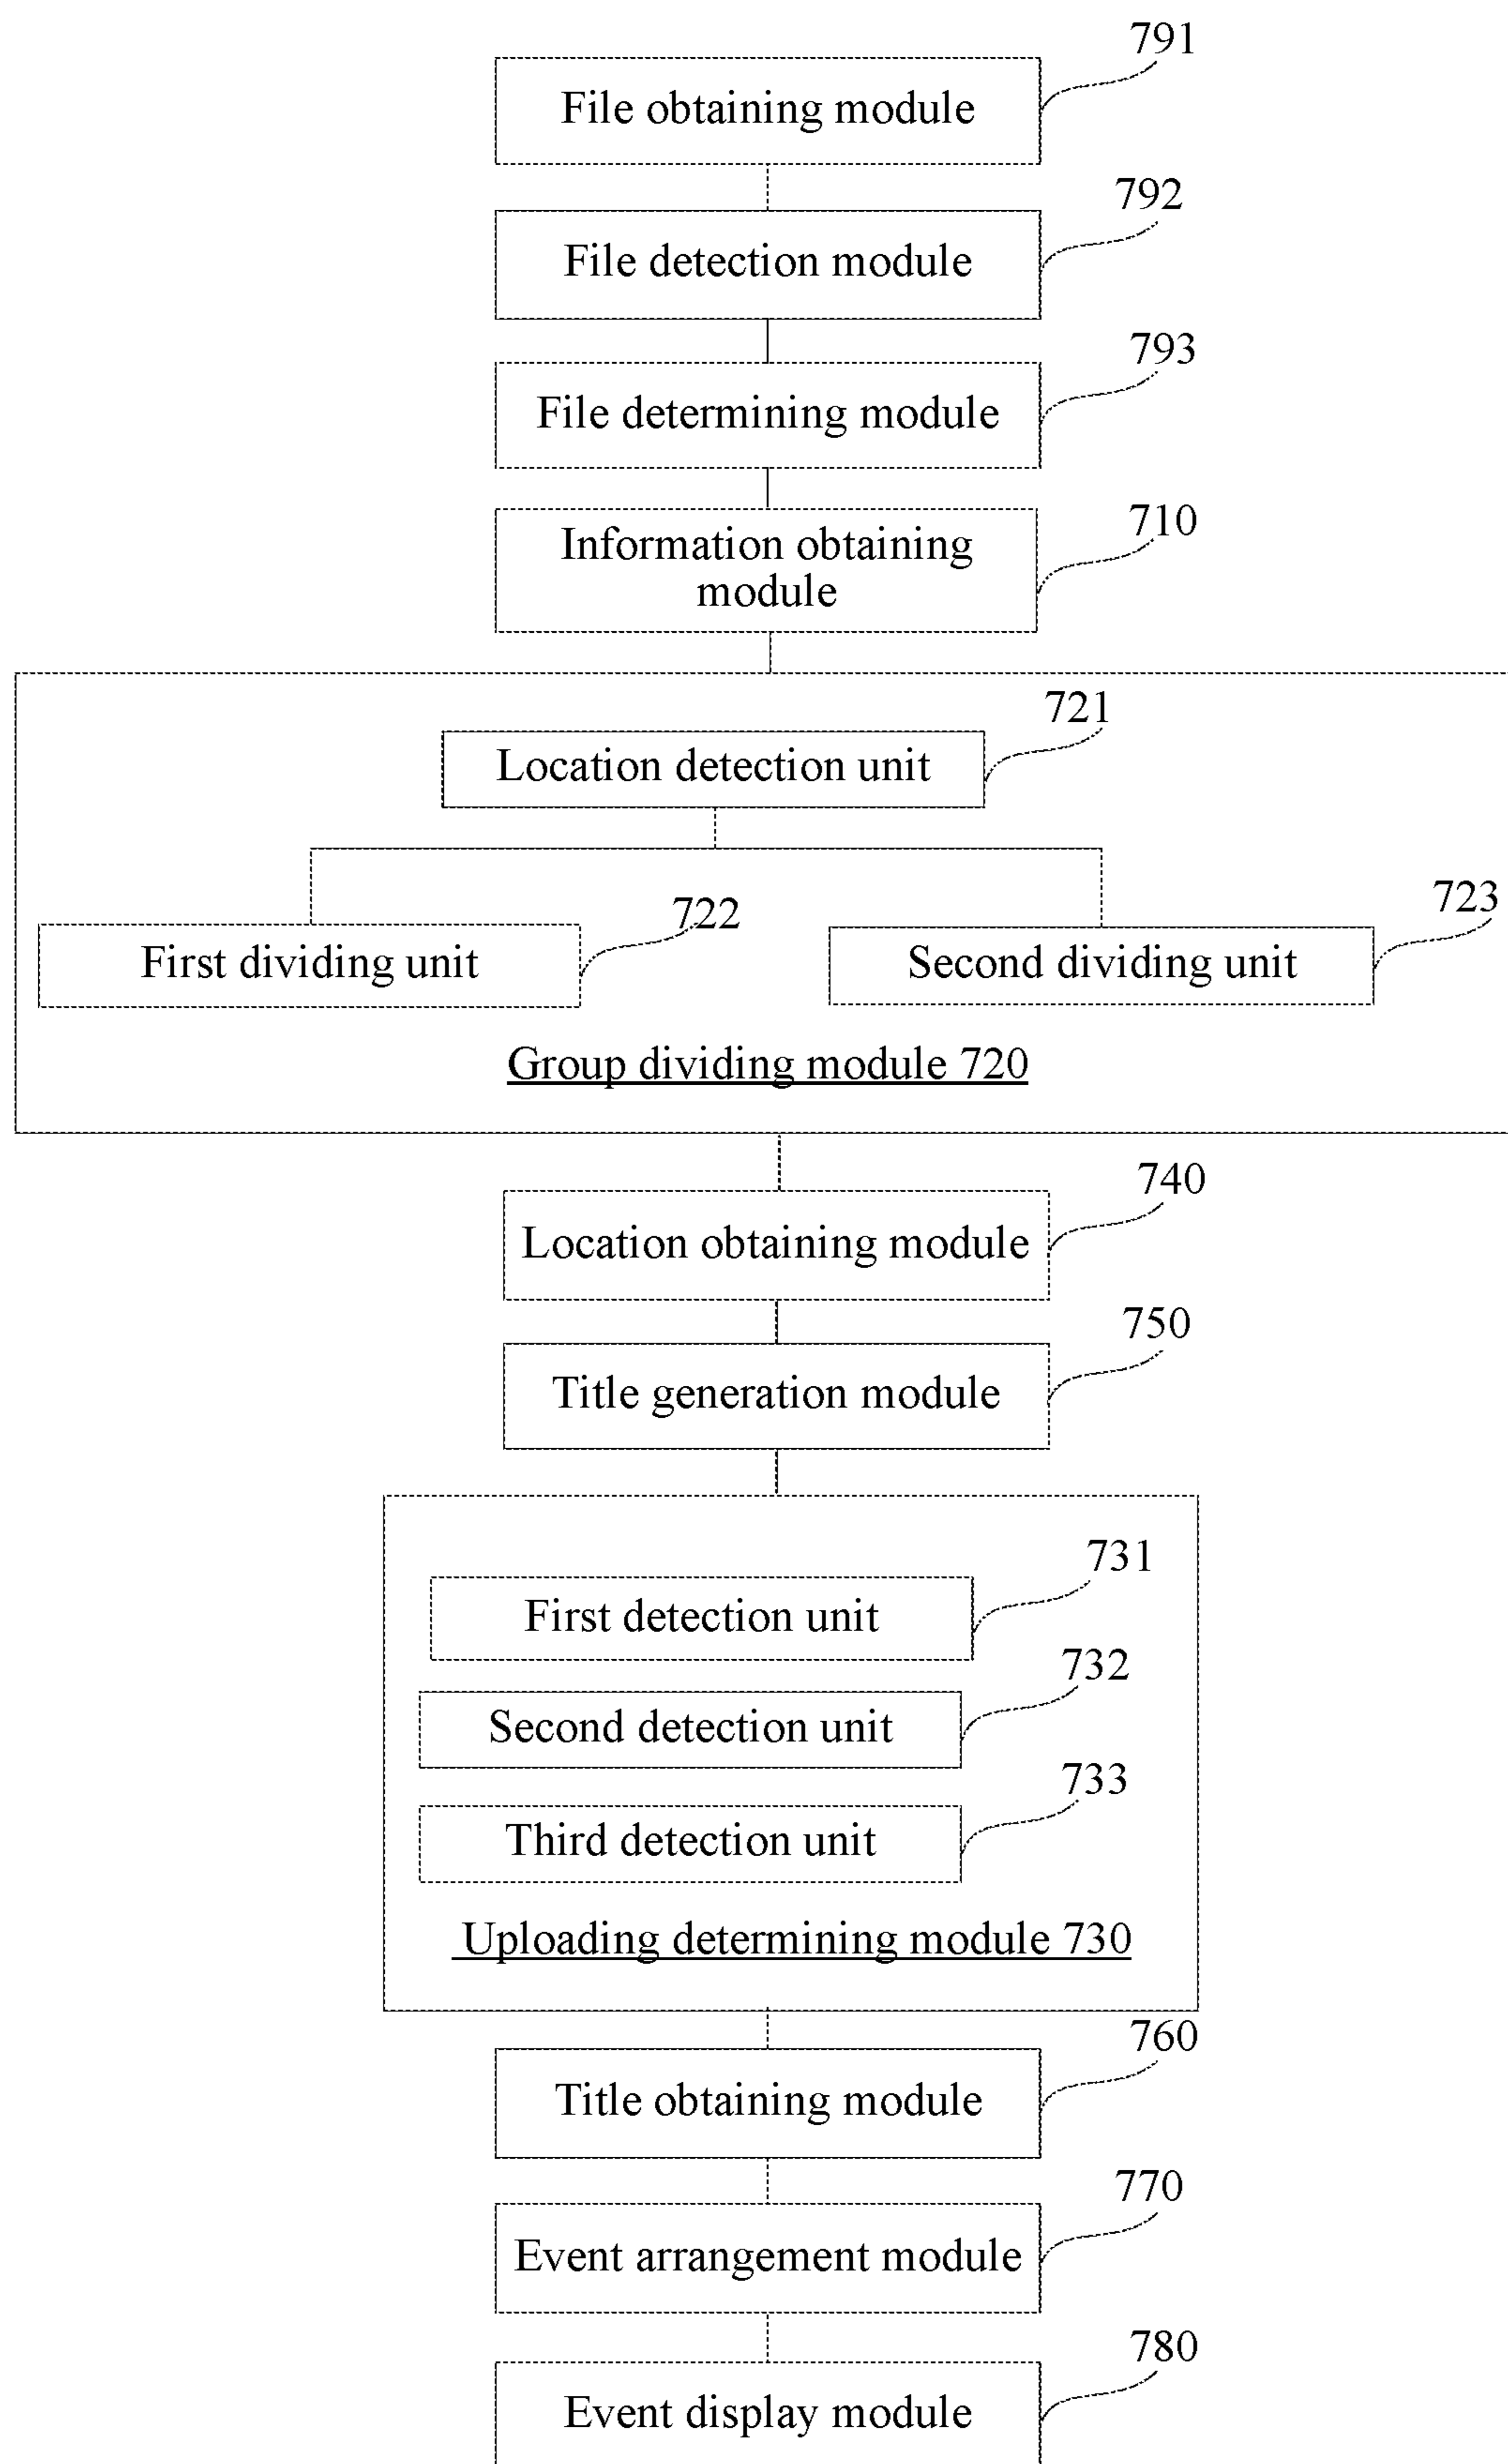 791
File obtaining module
792
File detection module
793
File determining module
710
Information obtaining
module
721
Location detection unit
722
723
First dividing unit
Second dividing unit
Group dividing module 720
740
Location obtaining module
750
Title generation module
731
First detection unit
732
Second detection unit
733
Third detection unit
Uploading determining module 730
760
Title obtaining module
770
Event arrangement module
780
Event display module